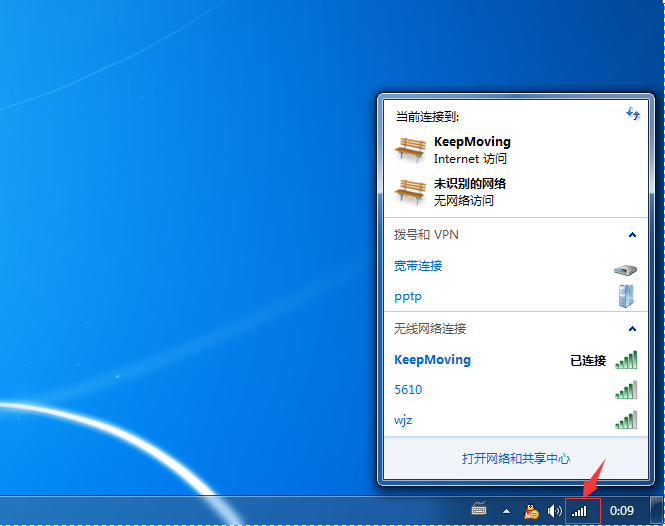 当前连接到:
KeepMoving
Internet 访问
未识别的网络
无网络访问
拨号和 VPN
宽带连接
pptp
无线网络连接
KeepMoving 已连接
5610
wjz
打开网络和共享中心
0:09